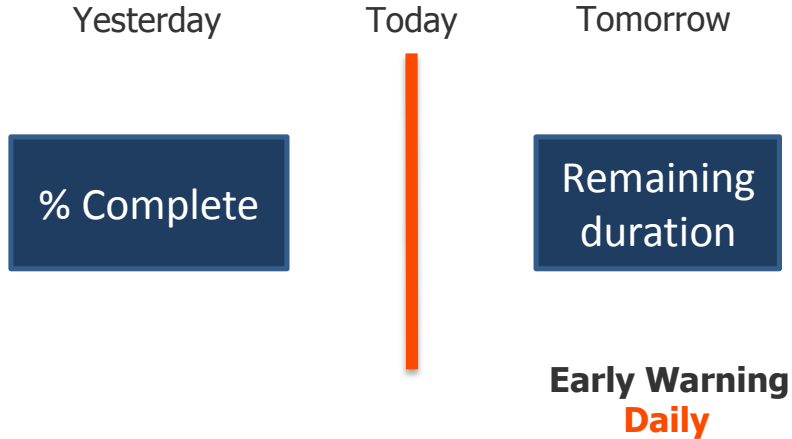 Yesterday
Today
Tomorrow
% Complete
Remaining
duration
Early Warning
Daily